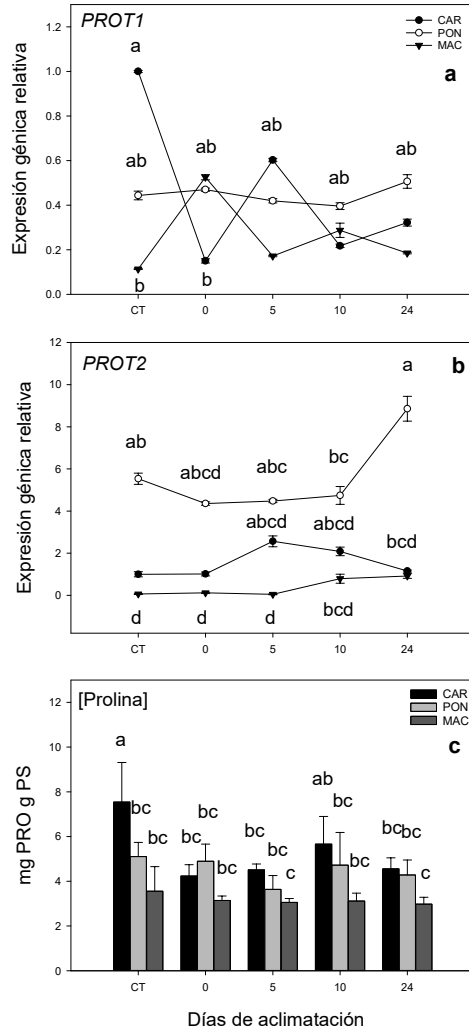 PROT1
CAR
PON
MAC
a
Expresión génica relativa
1.2
1.0
0.8
0.6
0.4
0.2
0.0
a
ab
ab
ab
ab
ab
b
b
CT
0
5
10
24
PROT2
b
Expresión génica relativa
12
10
8
6
4
2
0
a
ab
abcd
abc
bc
abcd
abcd
bcd
d
d
d
bcd
CT
0
5
10
24
[Prolina]
CAR
PON
MAC
c
mg PRO g PS
12
10
8
6
4
2
0
a
bc
bc
bc
bc
bc
bc
bc
c
ab
bc
bc
bc
bc
c
CT
0
5
10
24
Días de aclimatación